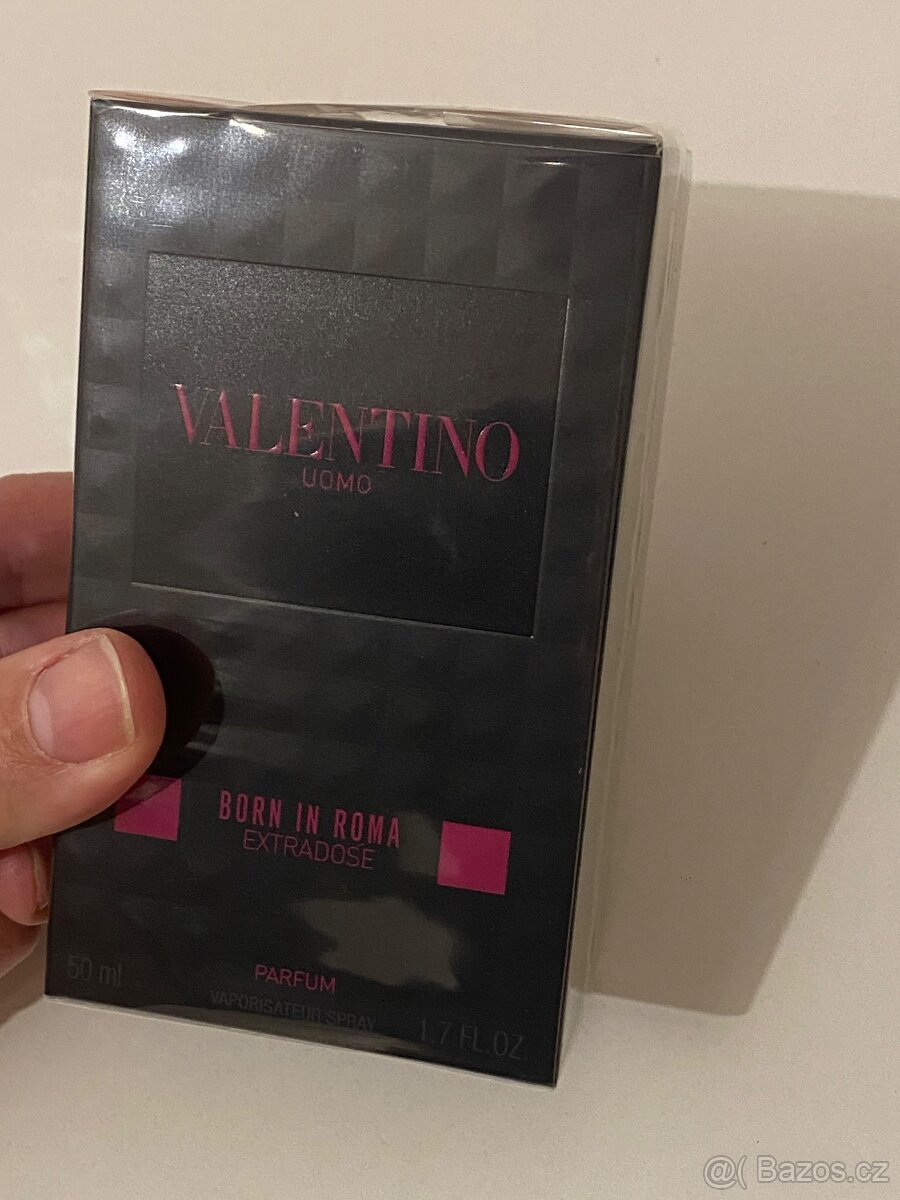 VALENTINO
UOMO
BORN IN ROMA
EXTRADOSE
50 ml
PARFUM
VAPORISATEUR SPRAY
1.7 FL.OZ.
@( Bazos.cz